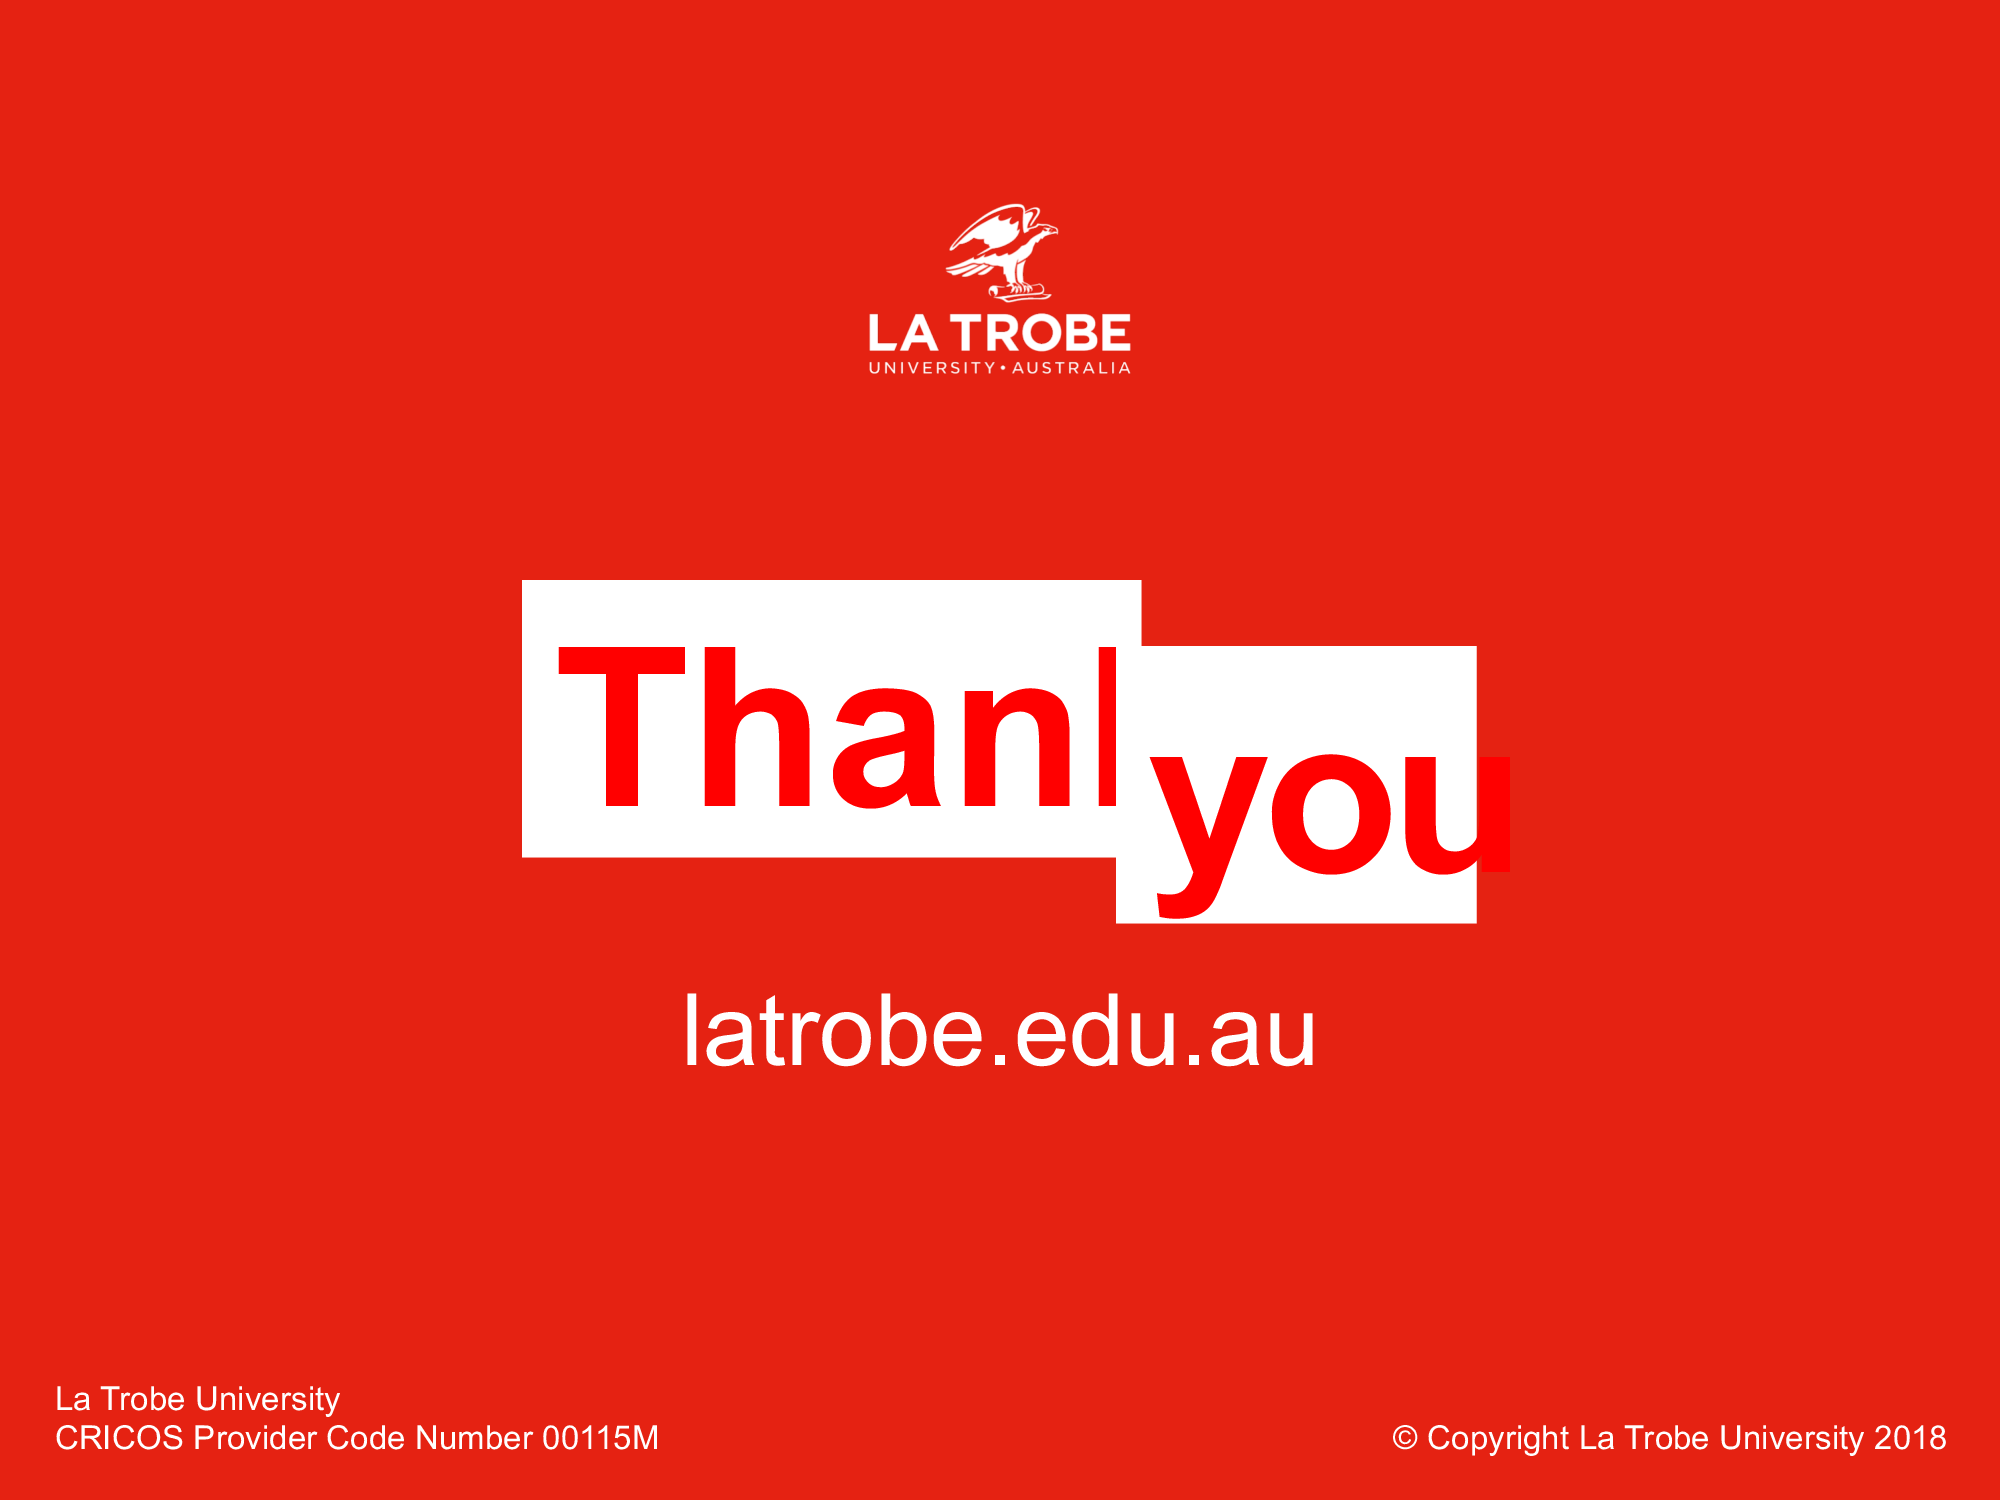 LA TROBE
UNIVERSITY • AUSTRALIA
Thank
you
latrobe.edu.au
La Trobe University
CRICOS Provider Code Number 00115M
© Copyright La Trobe University 2018